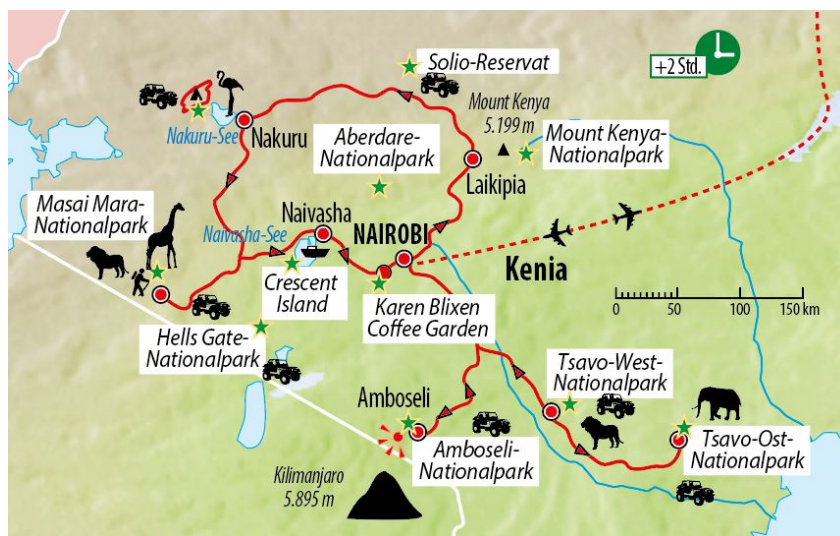 Solio-Reservat
+2 Std.
Mount Kenya
5.199 m
Nakuru-See
Nakuru
Aberdare-
Nationalpark
Mount Kenya-
Nationalpark
Laikipia
Masai Mara-
Nationalpark
Naivasha-See
Naivasha
NAIROBI
Kenia
Crescent
Island
Karen Blixen
Coffee Garden
0 50 100 150 km
Hells Gate-
Nationalpark
Tsavo-West-
Nationalpark
Amboseli
Amboseli-
Nationalpark
Tsavo-Ost-
Nationalpark
Kilimanjaro
5.895 m